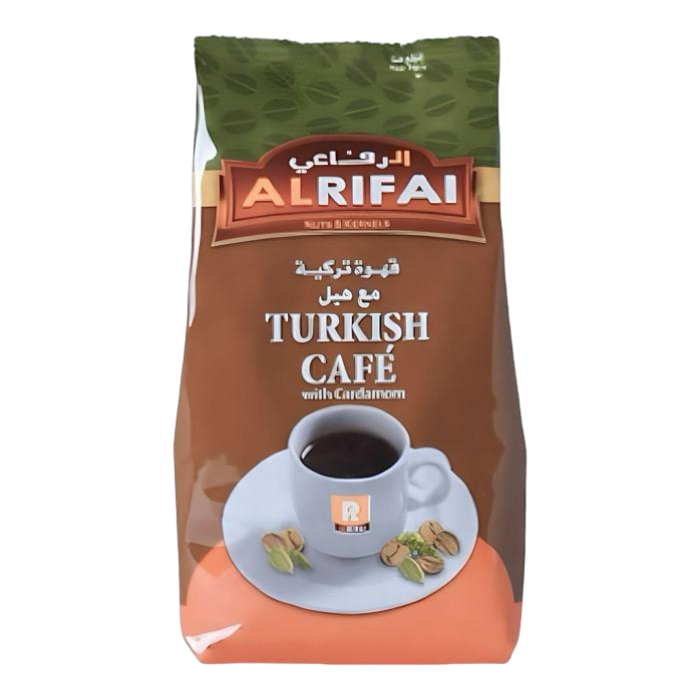 الرفاعي
ALRIFAI
NUTS & KERNELS
قهوة تركية
مع هيل
TURKISH
CAFÉ
with Cardamom
R